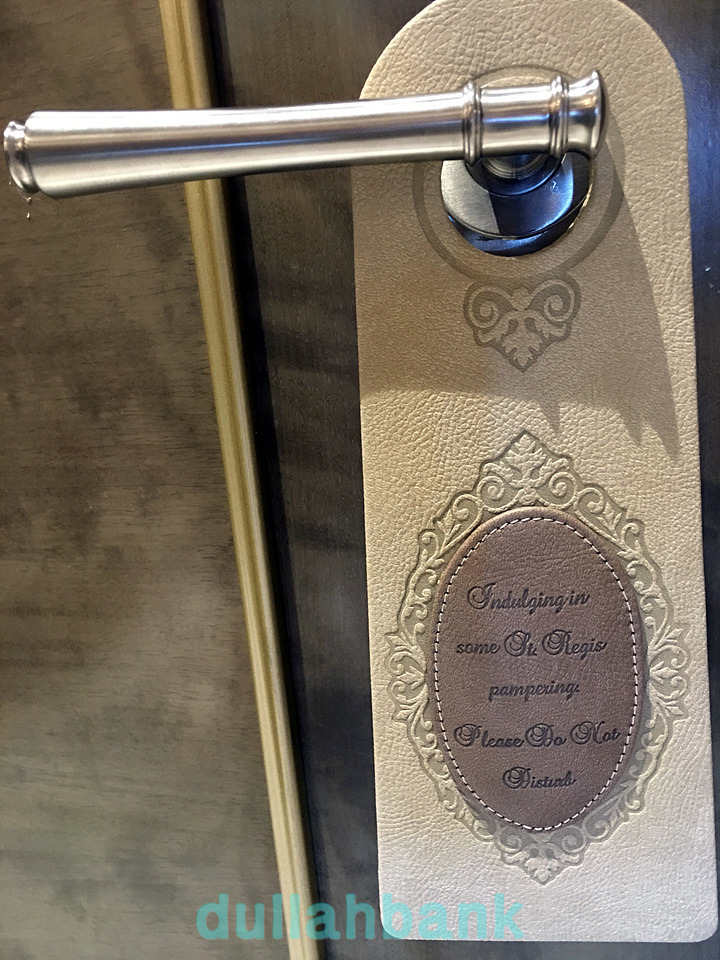 Indulging in
some St. Regis
pampering.
Please Do Not
Disturb
dullahbank